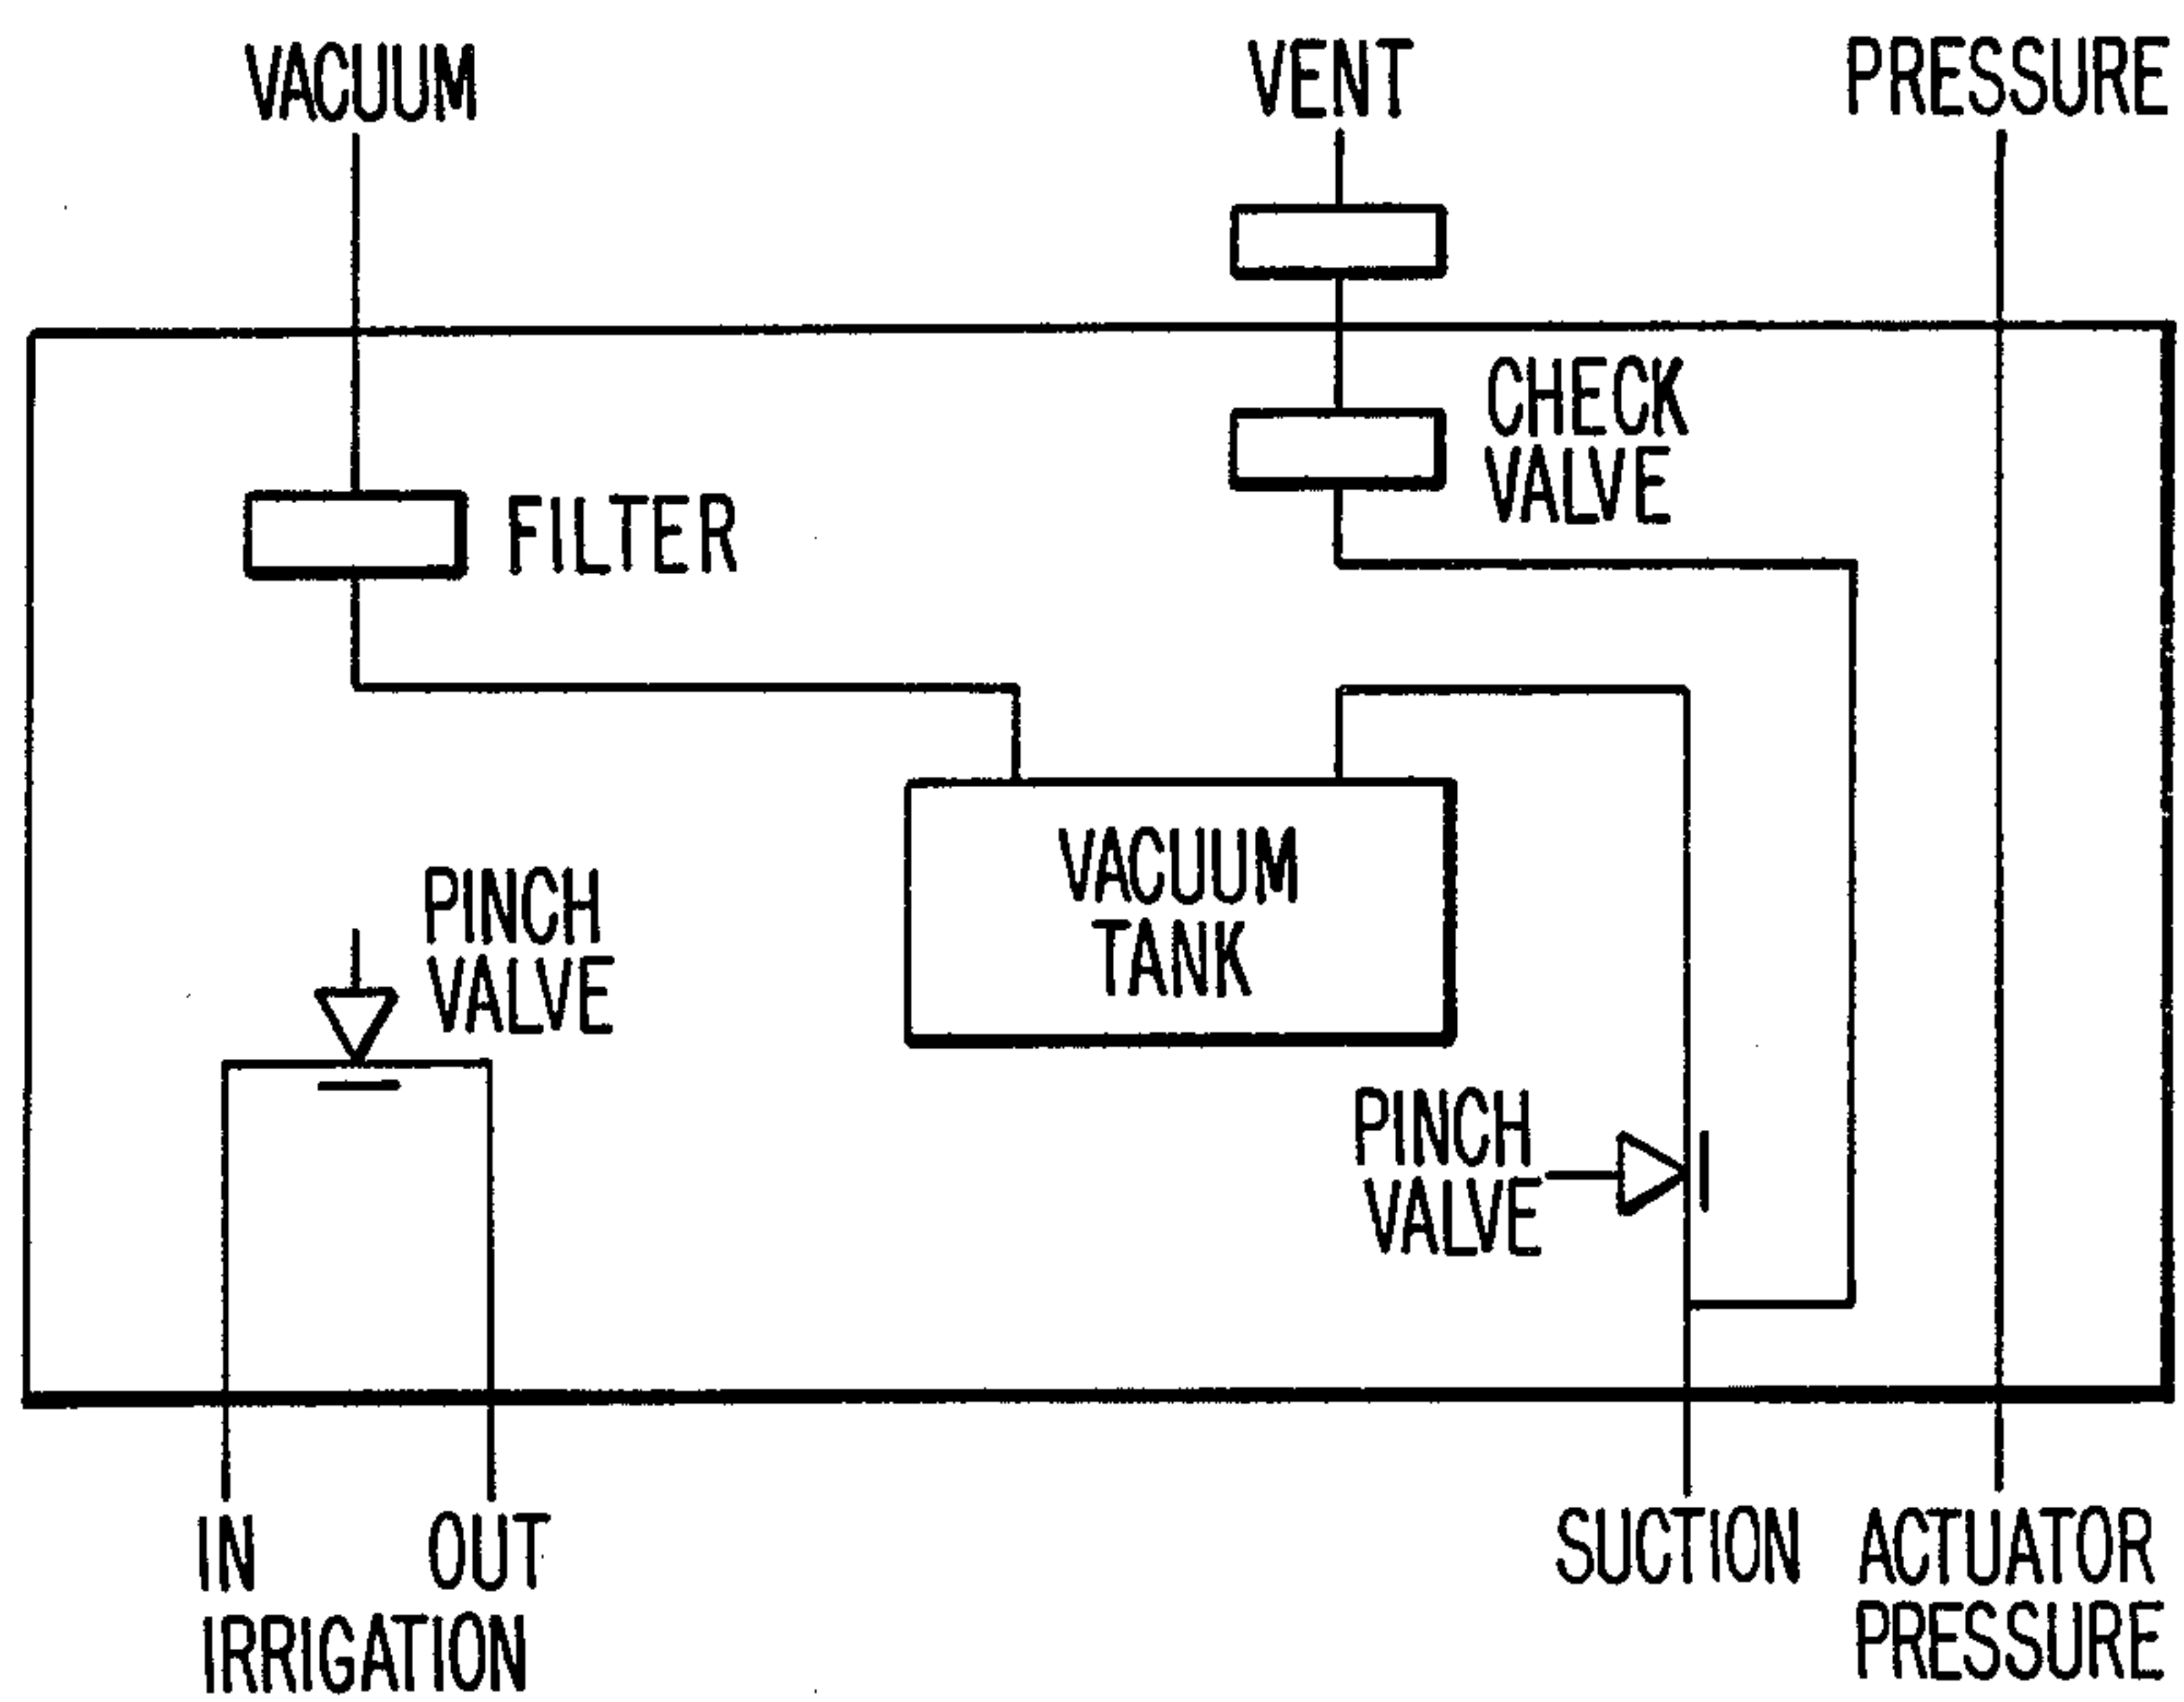 VACUUM
VENT
PRESSURE
CHECK
VALVE
FILTER
VACUUM
TANK
PINCH
VALVE
PINCH
VALVE
IN
OUT
IRRIGATION
SUCTION
ACTUATOR
PRESSURE